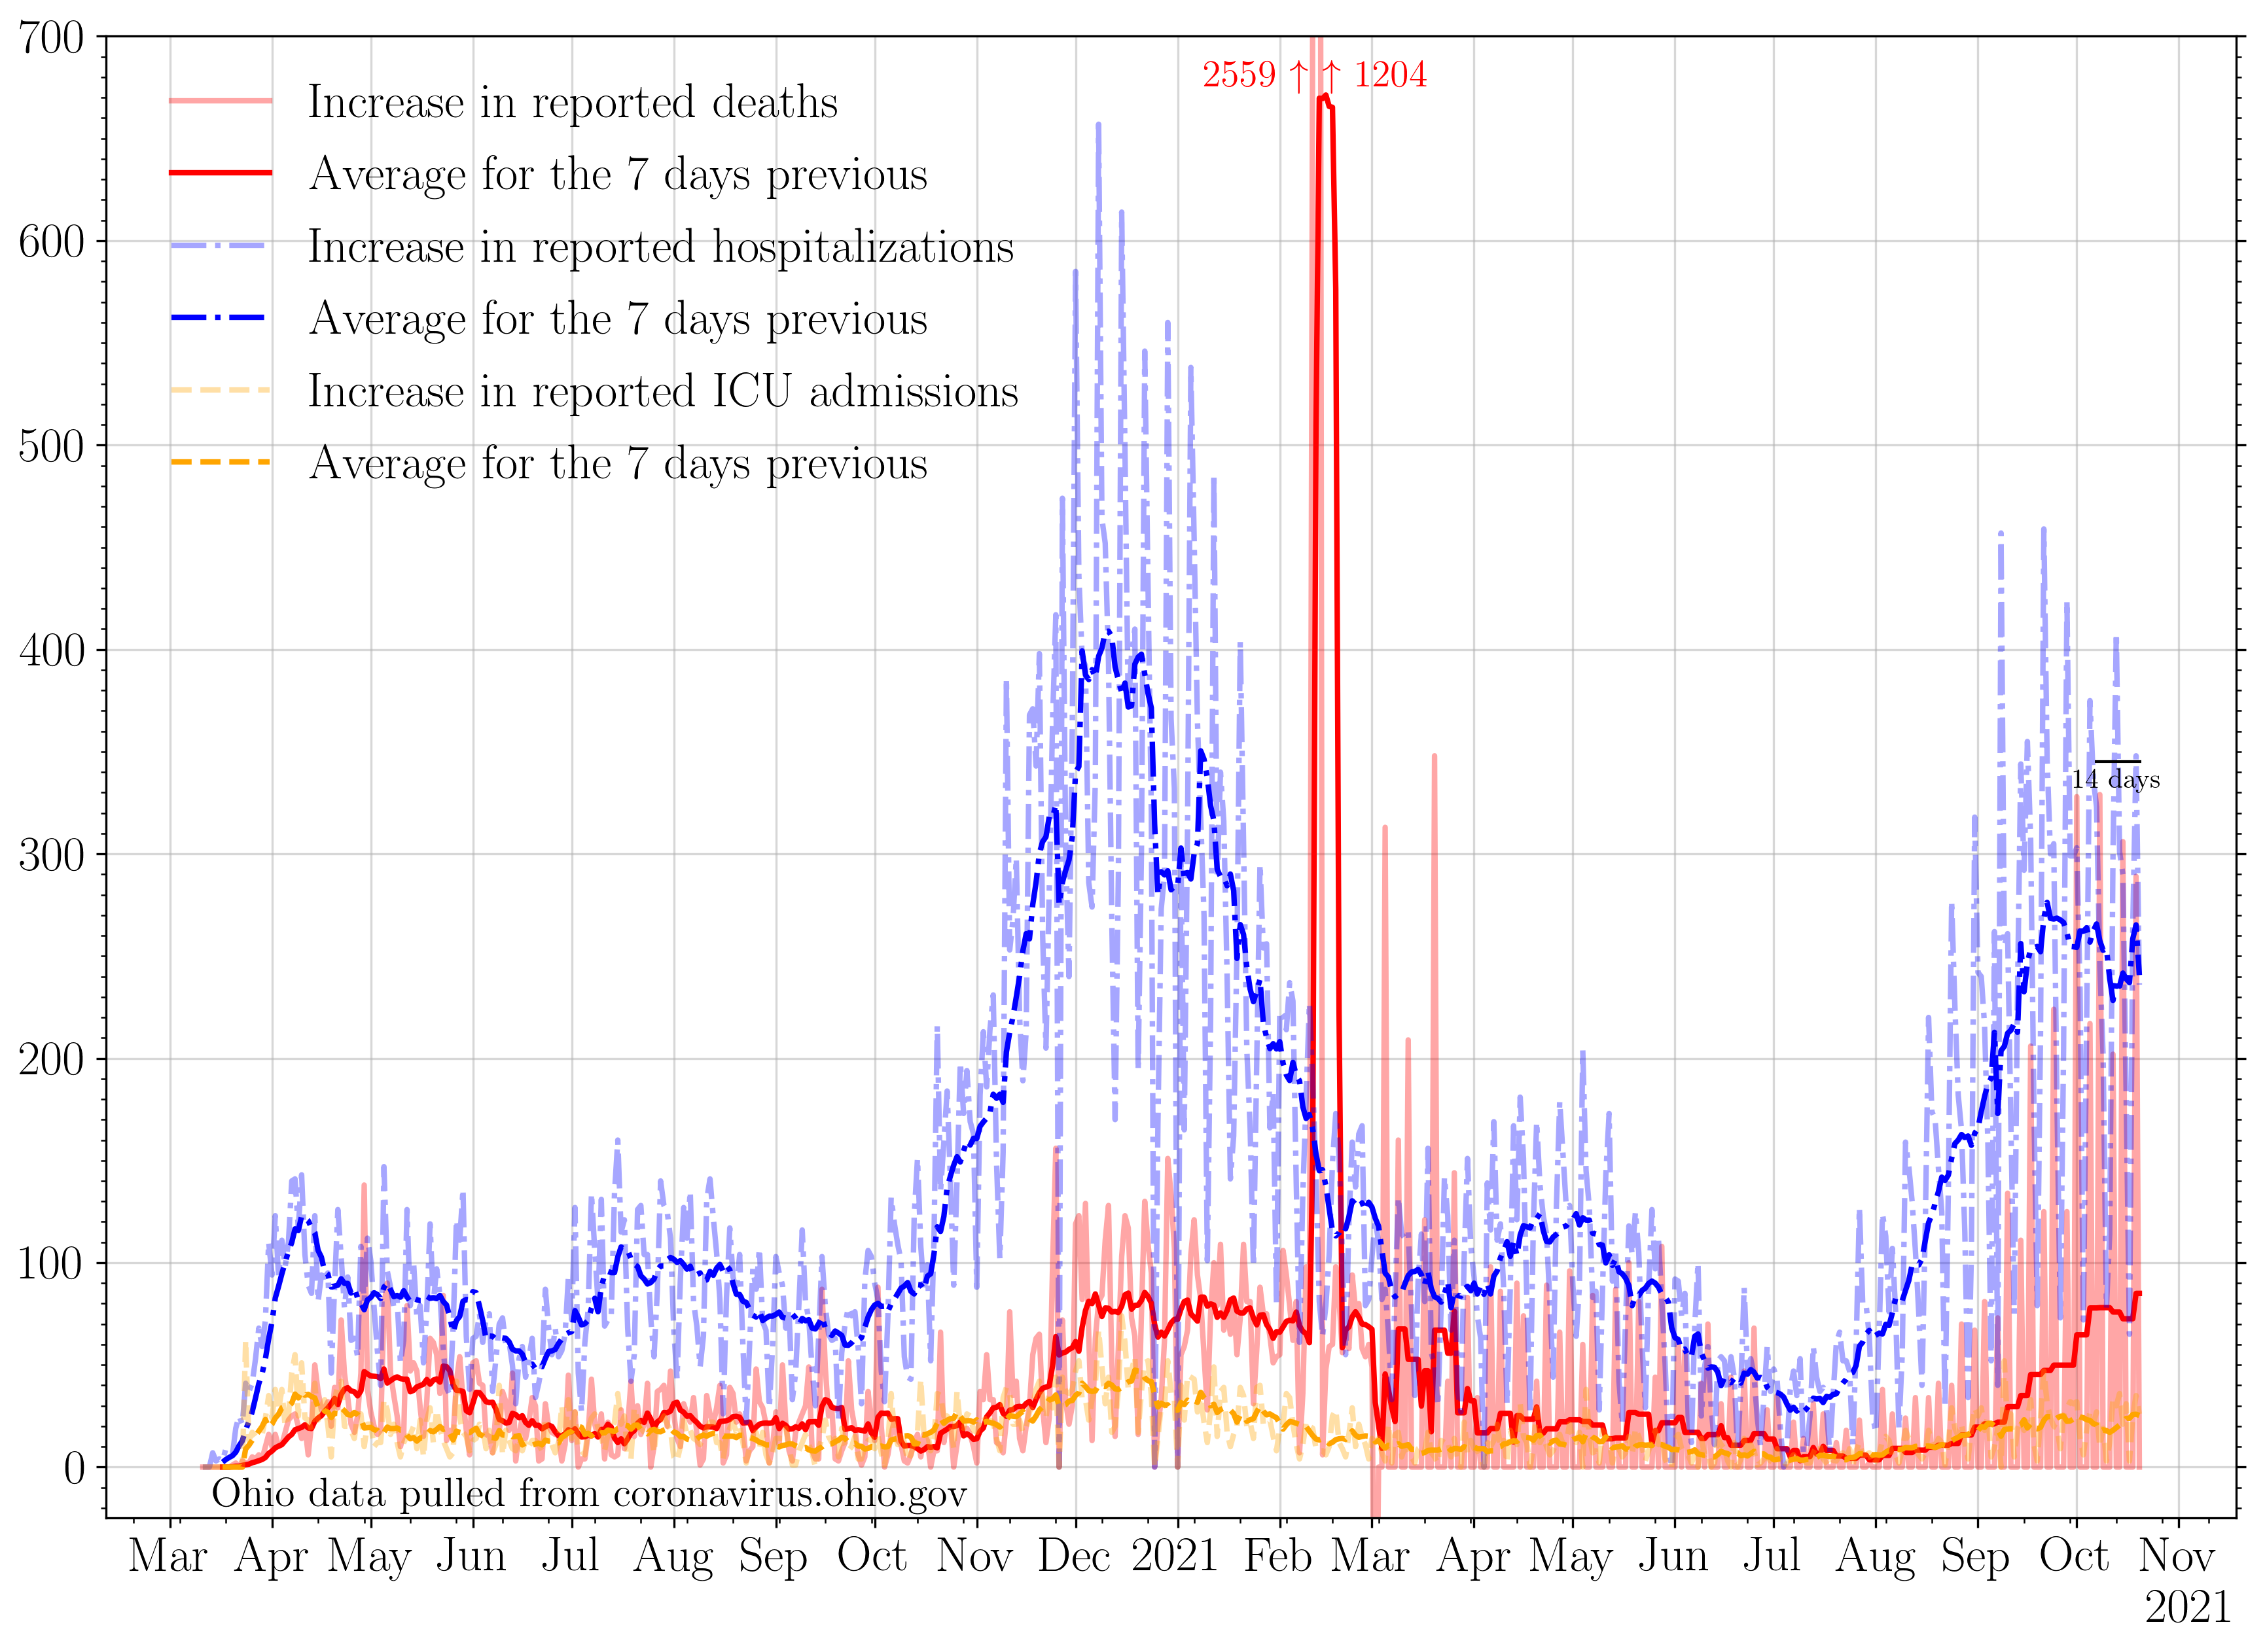 700
600
500
400
300
200
100
0
2559 ↑ ↑ 1204
Increase in reported deaths
Average for the 7 days previous
Increase in reported hospitalizations
Average for the 7 days previous
Increase in reported ICU admissions
Average for the 7 days previous
14 days
Ohio data pulled from coronavirus.ohio.gov
Mar Apr May Jun Jul Aug Sep Oct Nov Dec 2021 Feb Mar Apr May Jun Jul Aug Sep Oct Nov
2021